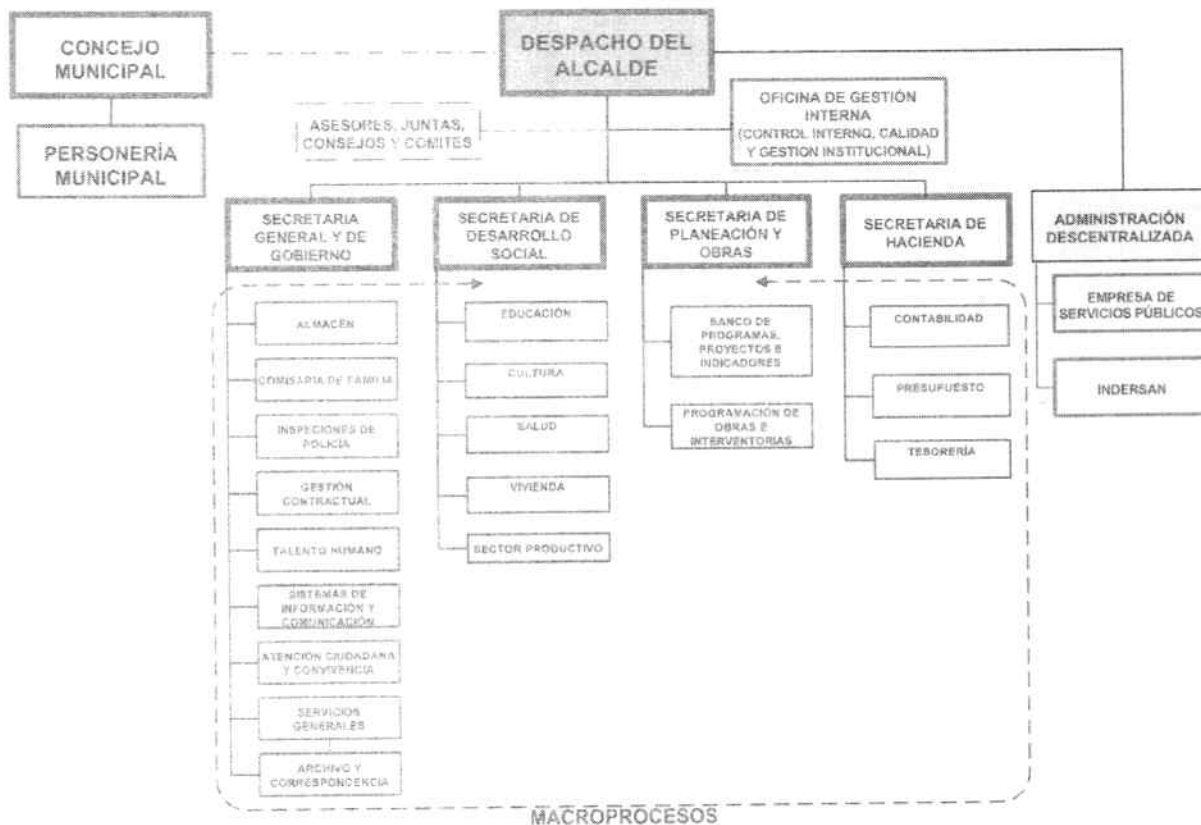 CONCEJO
MUNICIPAL
PERSONERÍA
MUNICIPAL
DESPACHO DEL
ALCALDE
ASESORES, JUNTAS,
CONSEJOS Y COMITES
OFICINA DE GESTIÓN
INTERNA
(CONTROL INTERNO, CALIDAD
Y GESTION INSTITUCIONAL)
SECRETARIA
GENERAL Y DE
GOBIERNO
ALMACÉN
COMISARIA DE FAMILIA
INSPECIONES DE
POLICÍA
GESTIÓN
CONTRACTUAL
TALENTO HUMANO
SISTEMAS DE
INFORMACIÓN Y
COMUNICACIÓN
ATENCIÓN CIUDADANA
Y CONVIVENCIA
SERVICIOS
GENERALES
ARCHIVO Y
CORRESPONDENCIA
SECRETARIA DE
DESARROLLO
SOCIAL
EDUCACIÓN
CULTURA
SALUD
VIVIENDA
SECTOR PRODUCTIVO
SECRETARIA DE
PLANEACIÓN Y
OBRAS
BANCO DE
PROGRAMAS,
PROYECTOS E
INDICADORES
PROGRAMACIÓN DE
OBRAS E
INTERVENTORIAS
SECRETARIA DE
HACIENDA
CONTABILIDAD
PRESUPUESTO
TESORERÍA
ADMINISTRACIÓN
DESCENTRALIZADA
EMPRESA DE
SERVICIOS PÚBLICOS
INDERSAN
MACROPROCESOS